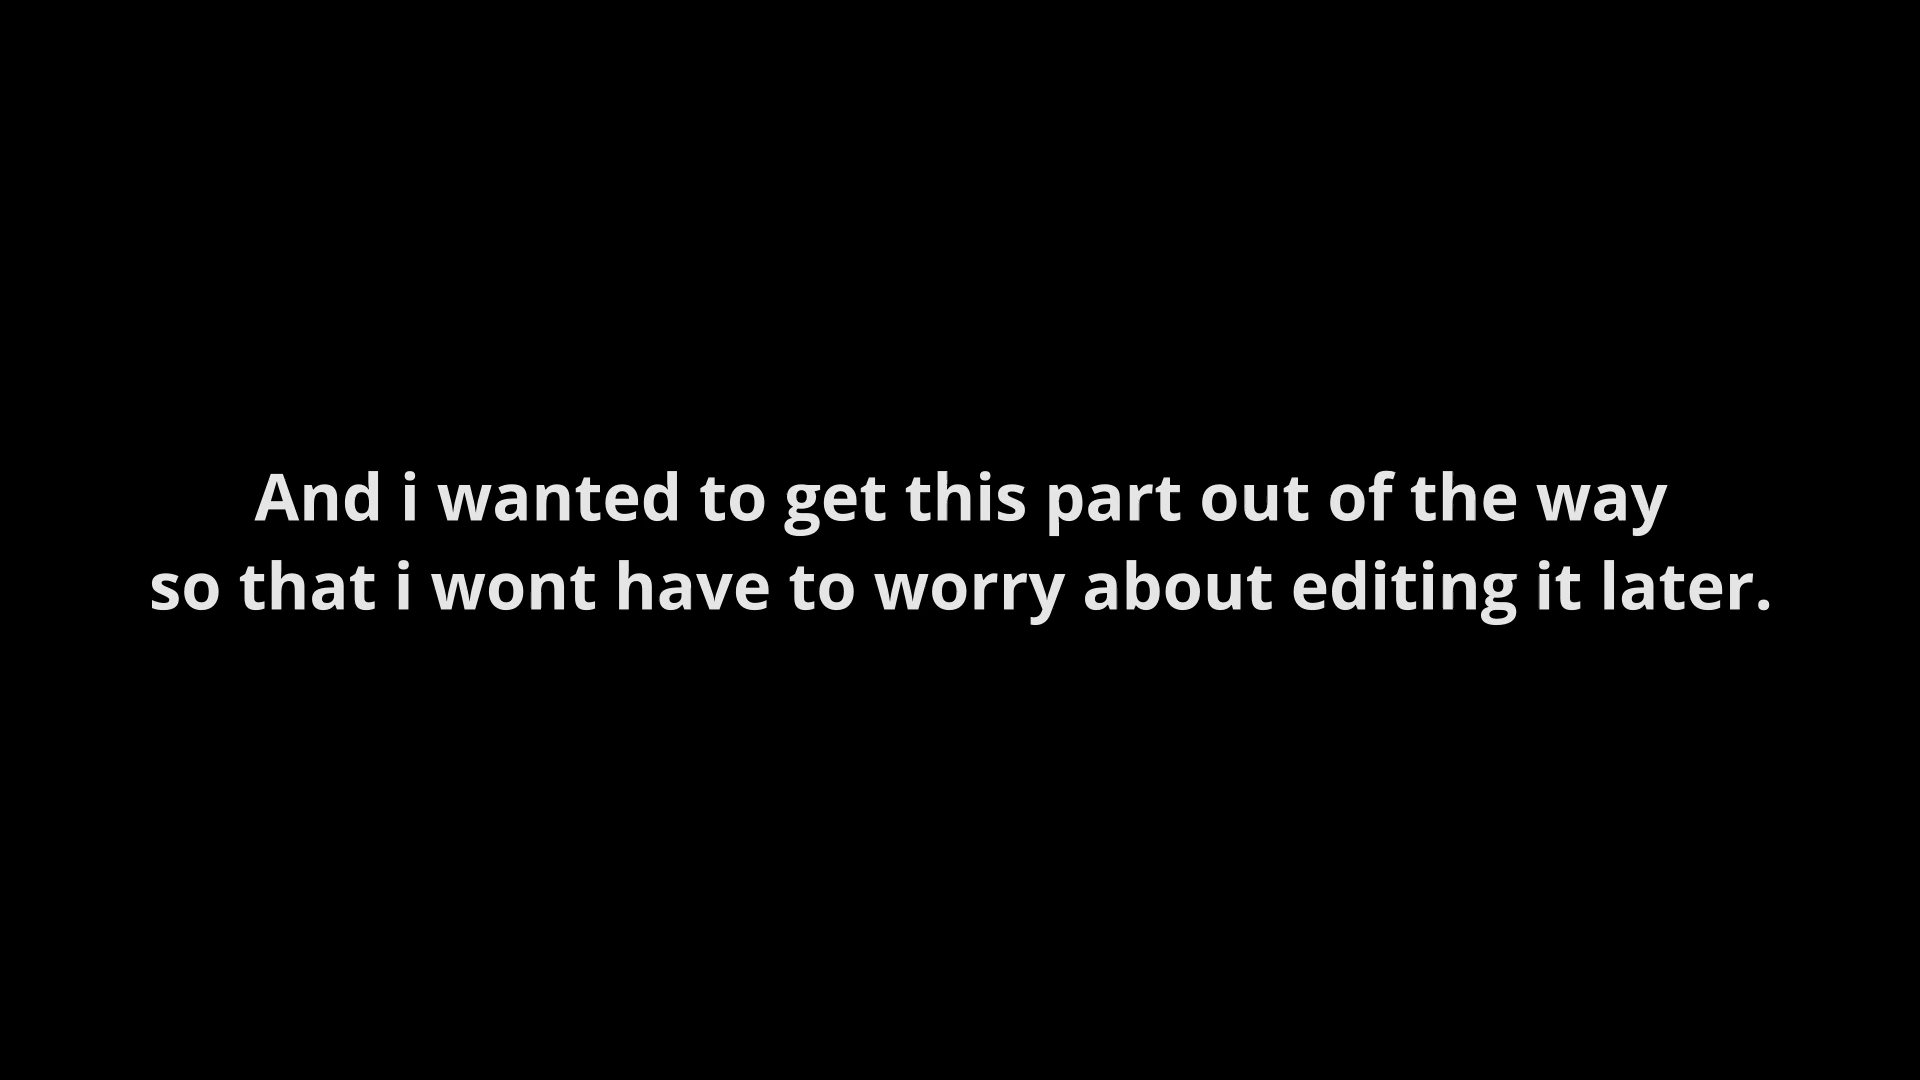 And i wanted to get this part out of the way
so that i wont have to worry about editing it later.